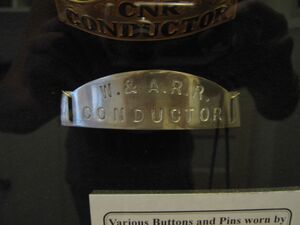 CNR
CONDUCTOR
W. & A. R. R.
CONDUCTOR
Various Buttons and Pins worn by